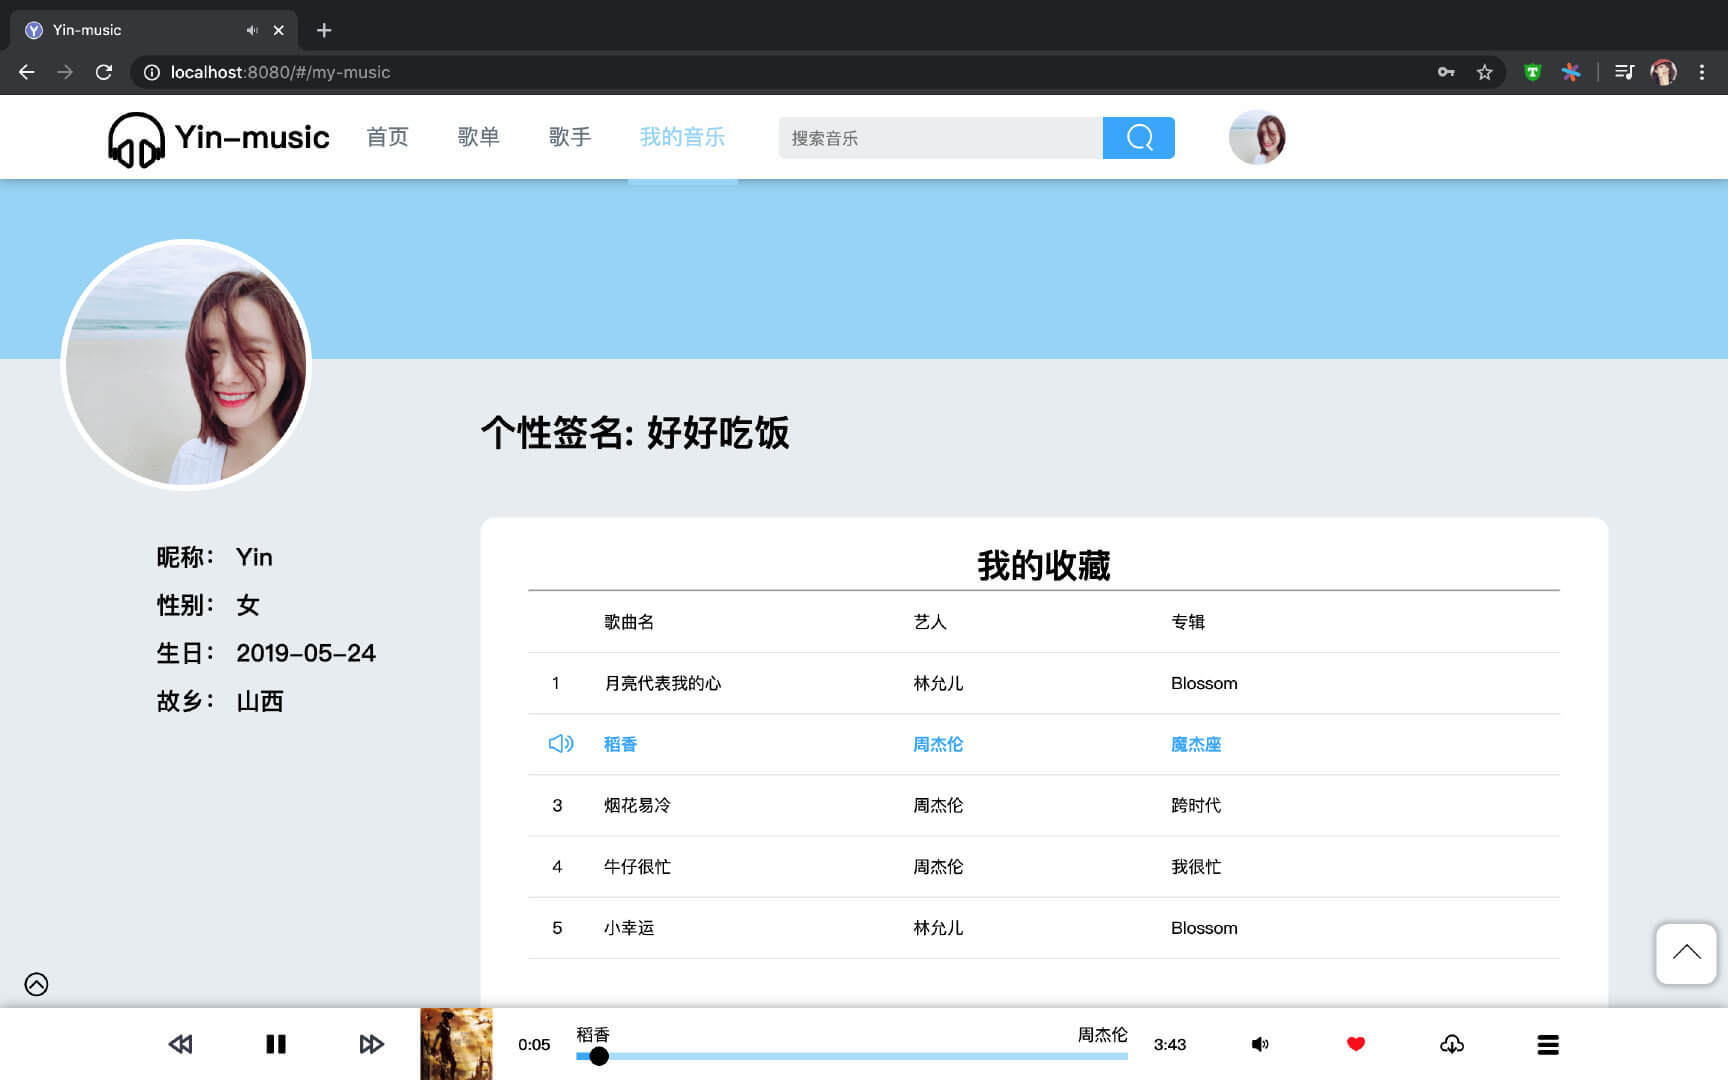 Yin-music
localhost:8080/#/my-music
Yin-music 首页 歌单 歌手 我的音乐 搜索音乐
个性签名: 好好吃饭
昵称： Yin
性别： 女
生日： 2019-05-24
故乡： 山西
我的收藏
歌曲名 艺人 专辑
1 月亮代表我的心 林允儿 Blossom
稻香 周杰伦 魔杰座
3 烟花易冷 周杰伦 跨时代
4 牛仔很忙 周杰伦 我很忙
5 小幸运 林允儿 Blossom
稻香 周杰伦
0:05 3:43